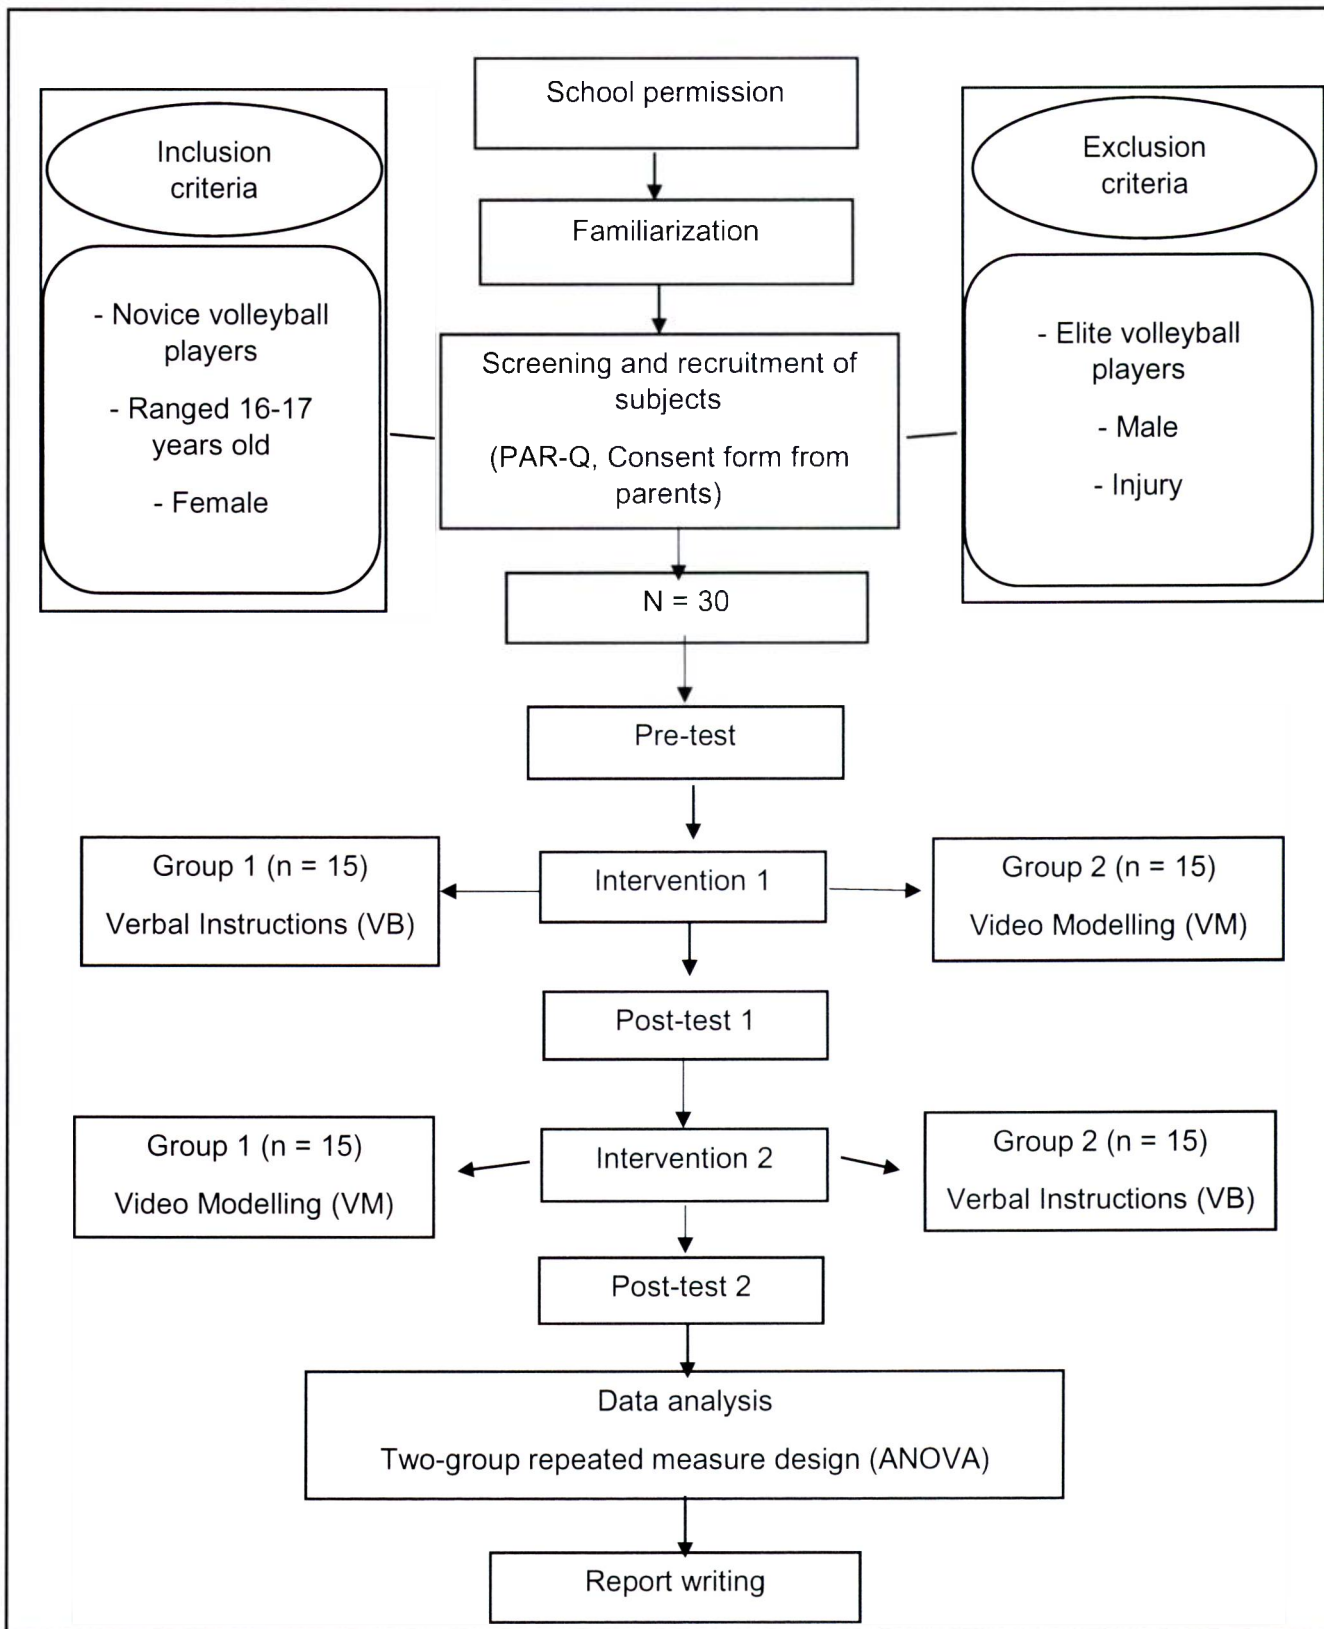 School permission
Inclusion
criteria
Exclusion
criteria
Familiarization
- Novice volleyball
players
- Ranged 16-17
years old
- Female
Screening and recruitment of
subjects
(PAR-Q, Consent form from
parents)
- Elite volleyball
players
- Male
- Injury
N = 30
Pre-test
Group 1 (n = 15)
Verbal Instructions (VB)
Intervention 1
Group 2 (n = 15)
Video Modelling (VM)
Post-test 1
Group 1 (n = 15)
Video Modelling (VM)
Intervention 2
Group 2 (n = 15)
Verbal Instructions (VB)
Post-test 2
Data analysis
Two-group repeated measure design (ANOVA)
Report writing